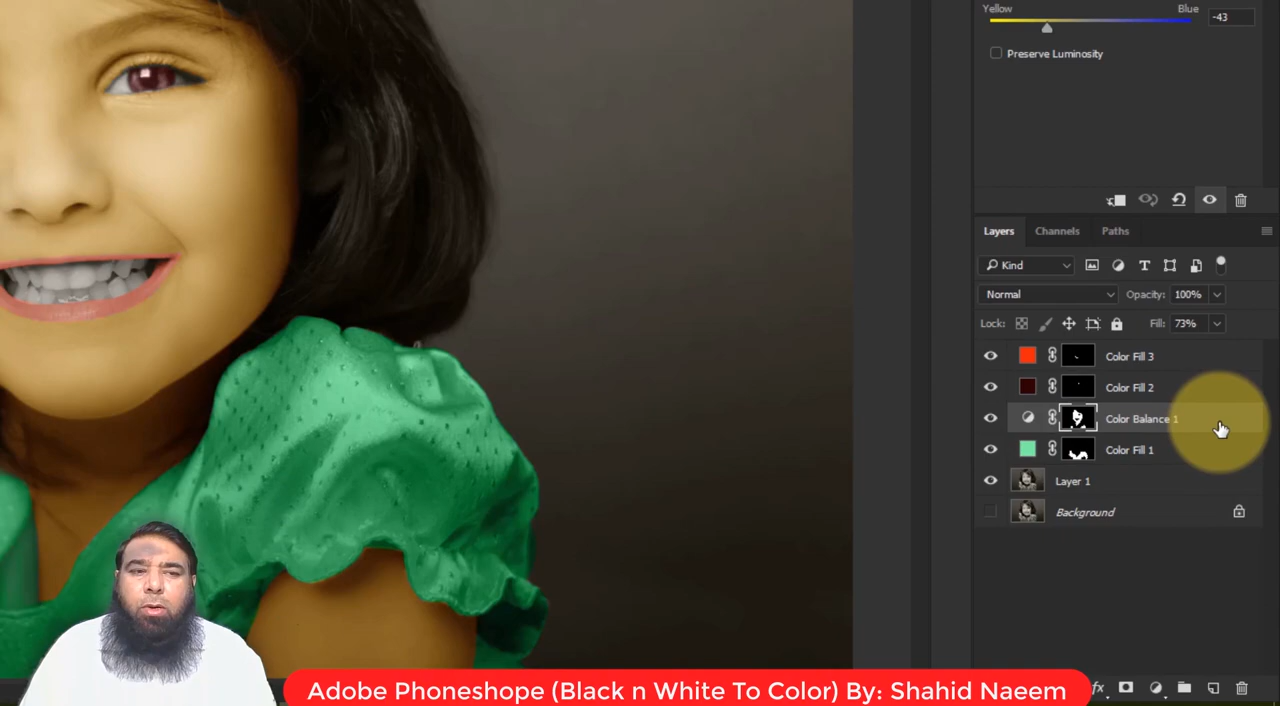 Yellow
Blue
-43
Preserve Luminosity
Layers
Channels
Paths
Kind
Normal
Opacity:
100%
Lock:
Fill:
73%
Color Fill 3
Color Fill 2
Color Balance 1
Color Fill 1
Layer 1
Background
fx
Adobe Phoneshope (Black n White To Color) By: Shahid Naeem